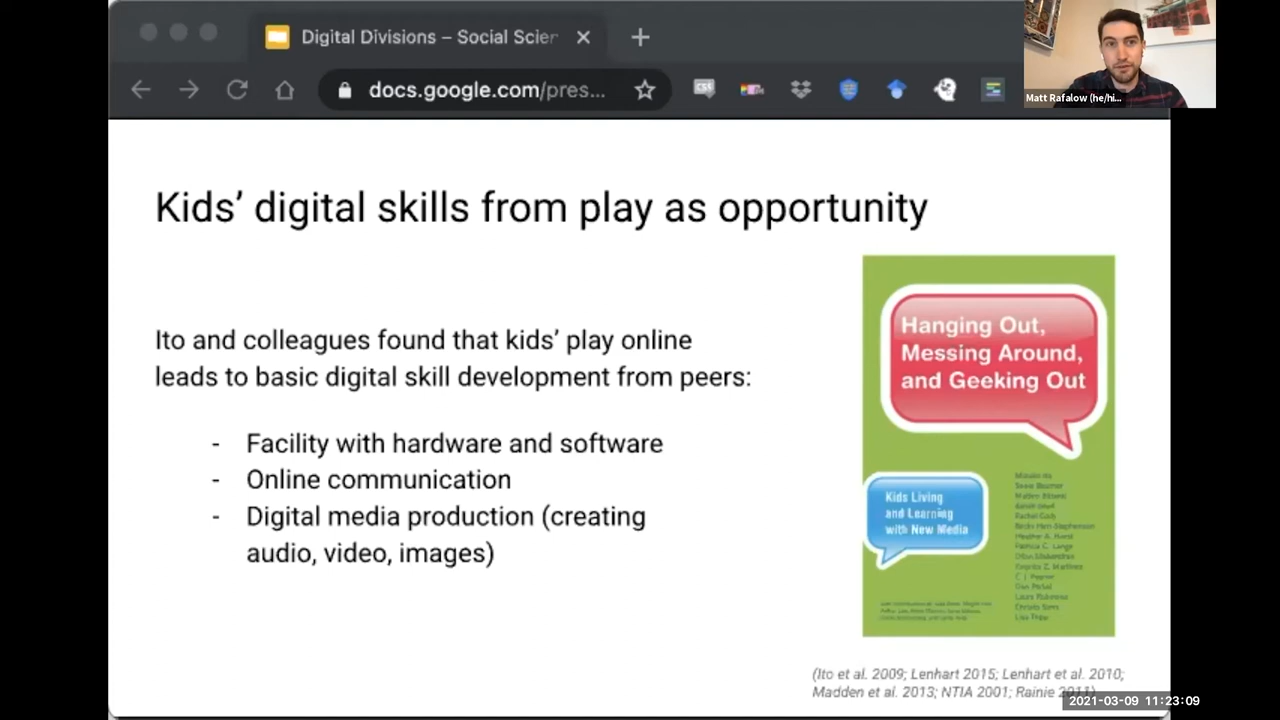 Digital Divisions – Social Scien
docs.google.com/pres...
Matt Rafalow (he/hi...
Kids' digital skills from play as opportunity
Ito and colleagues found that kids' play online
leads to basic digital skill development from peers:
- Facility with hardware and software
- Online communication
- Digital media production (creating
audio, video, images)
Hanging Out,
Messing Around,
and Geeking Out
Kids Living
and Learning
with New Media
(Ito et al. 2009; Lenhart 2015; Lenhart et al. 2010;
Madden et al. 2013; NTIA 2001; Rainie 2011)
2021-03-09 11:23:09